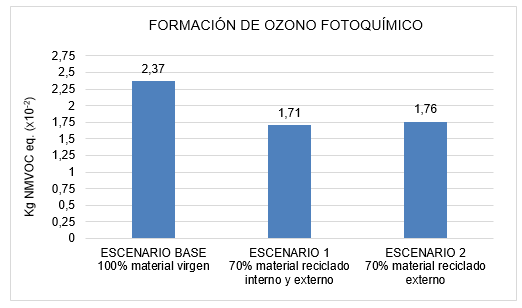 FORMACIÓN DE OZONO FOTOQUÍMICO
Kg NMVOC eq. (x10⁻²)
2,75
2,5
2,25
2
1,75
1,5
1,25
1
0,75
0,5
0,25
0
2,37
1,71
1,76
ESCENARIO BASE
100% material virgen
ESCENARIO 1
70% material reciclado
interno y externo
ESCENARIO 2
70% material reciclado
externo